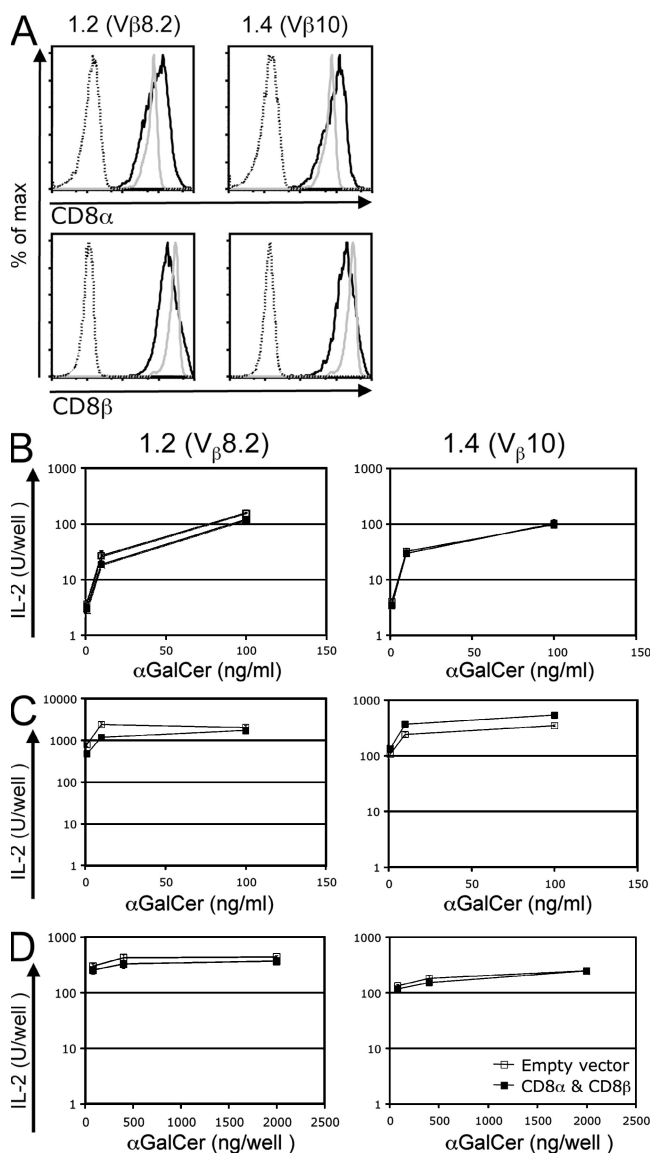 A
1.2 (Vβ8.2) 1.4 (Vβ10)
% of max
CD8α
CD8β
B 1.2 (Vβ8.2) 1.4 (Vβ10)
IL-2 (U/well )
1000
100
10
1
0 50 100 150
0 50 100 150
αGalCer (ng/ml) αGalCer (ng/ml)
C
IL-2 (U/well )
10000
1000
100
10
1
0 50 100 150
1000
100
10
1
0 50 100 150
αGalCer (ng/ml) αGalCer (ng/ml)
D
IL-2 (U/well )
1000
100
10
1
0 500 1000 1500 2000 2500
1000
100
10
1
Empty vector
CD8α & CD8β
0 500 1000 1500 2000 2500
αGalCer (ng/well ) αGalCer (ng/well )